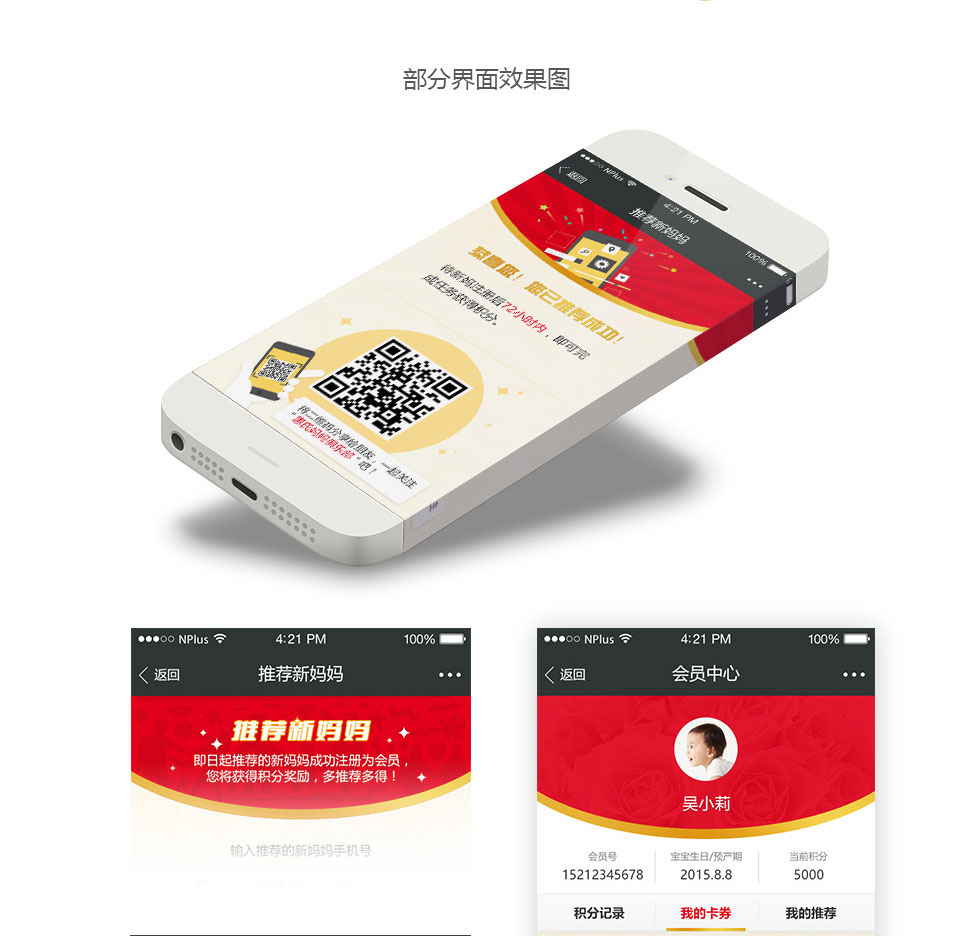 部分界面效果图
NPlus
4:21 PM
100%
返回
推荐新妈妈
恭喜您！您已推荐成功！
待新妈注册后72小时内，即可完
成任务获得积分。
将二维码分享给朋友，一起关注
"惠氏妈妈俱乐部"吧！
NPlus
4:21 PM
100%
返回
推荐新妈妈
推荐新妈妈
即日起推荐的新妈妈成功注册为会员，
您将获得积分奖励，多推荐多得！
输入推荐的新妈妈手机号
NPlus
4:21 PM
100%
返回
会员中心
吴小莉
会员号
宝宝生日/预产期
当前积分
15212345678
2015.8.8
5000
积分记录
我的卡券
我的推荐